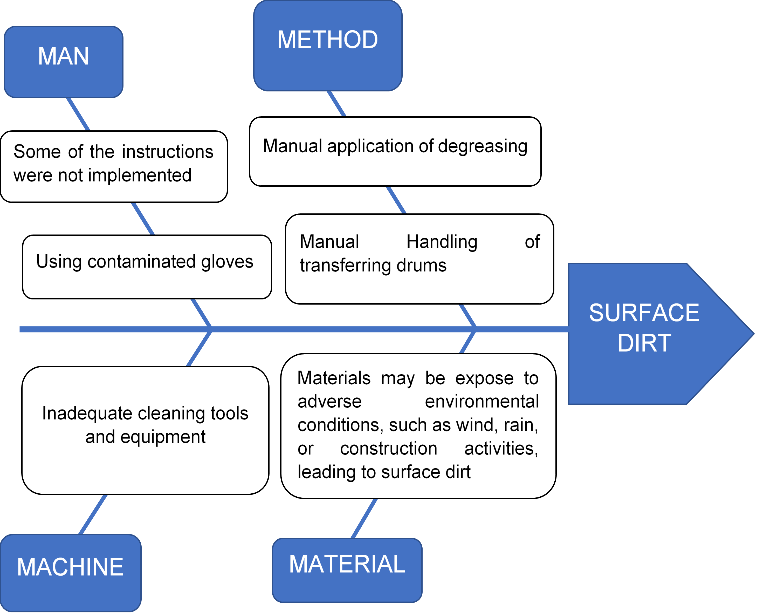 MAN
METHOD
Some of the instructions
were not implemented
Manual application of degreasing
Using contaminated gloves
Manual Handling of
transferring drums
SURFACE
DIRT
Inadequate cleaning tools
and equipment
Materials may be expose to
adverse environmental
conditions, such as wind, rain,
or construction activities,
leading to surface dirt
MACHINE
MATERIAL